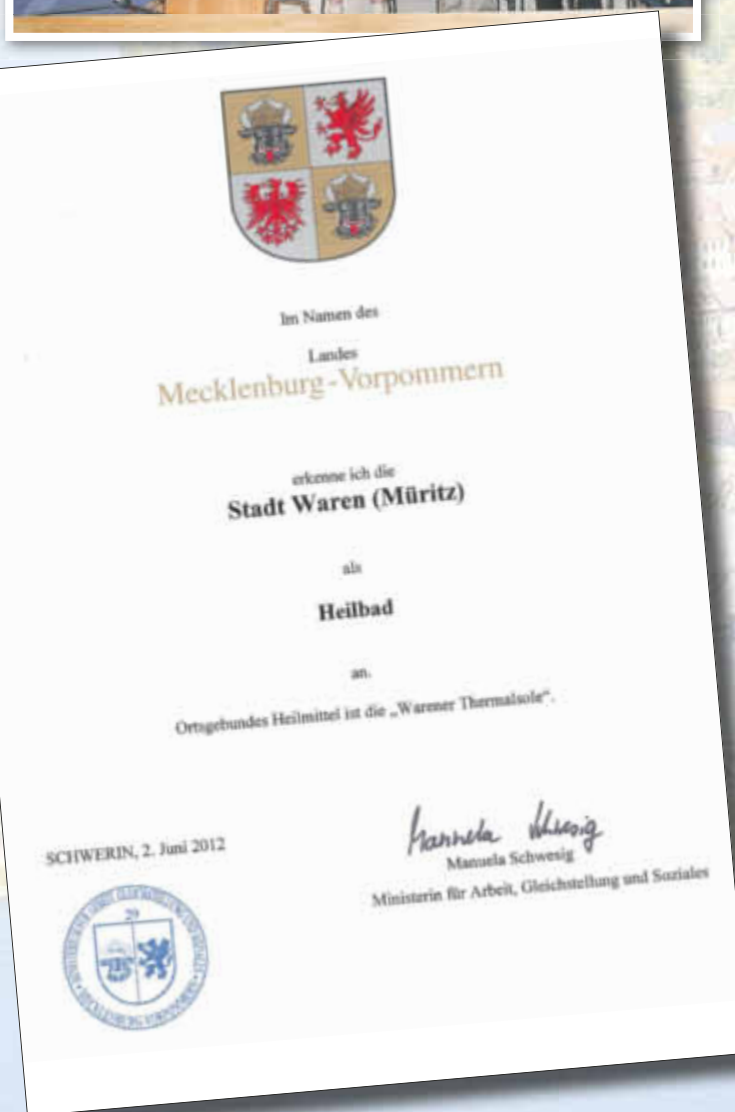 Im Namen des
Landes
Mecklenburg-Vorpommern
erkenne ich die
Stadt Waren (Müritz)
als
Heilbad
an.
Ortsgebundes Heilmittel ist die „Warener Thermalsole“.
SCHWERIN, 2. Juni 2012
Manuela Schwesig
Manuela Schwesig
Ministerin für Arbeit, Gleichstellung und Soziales
29